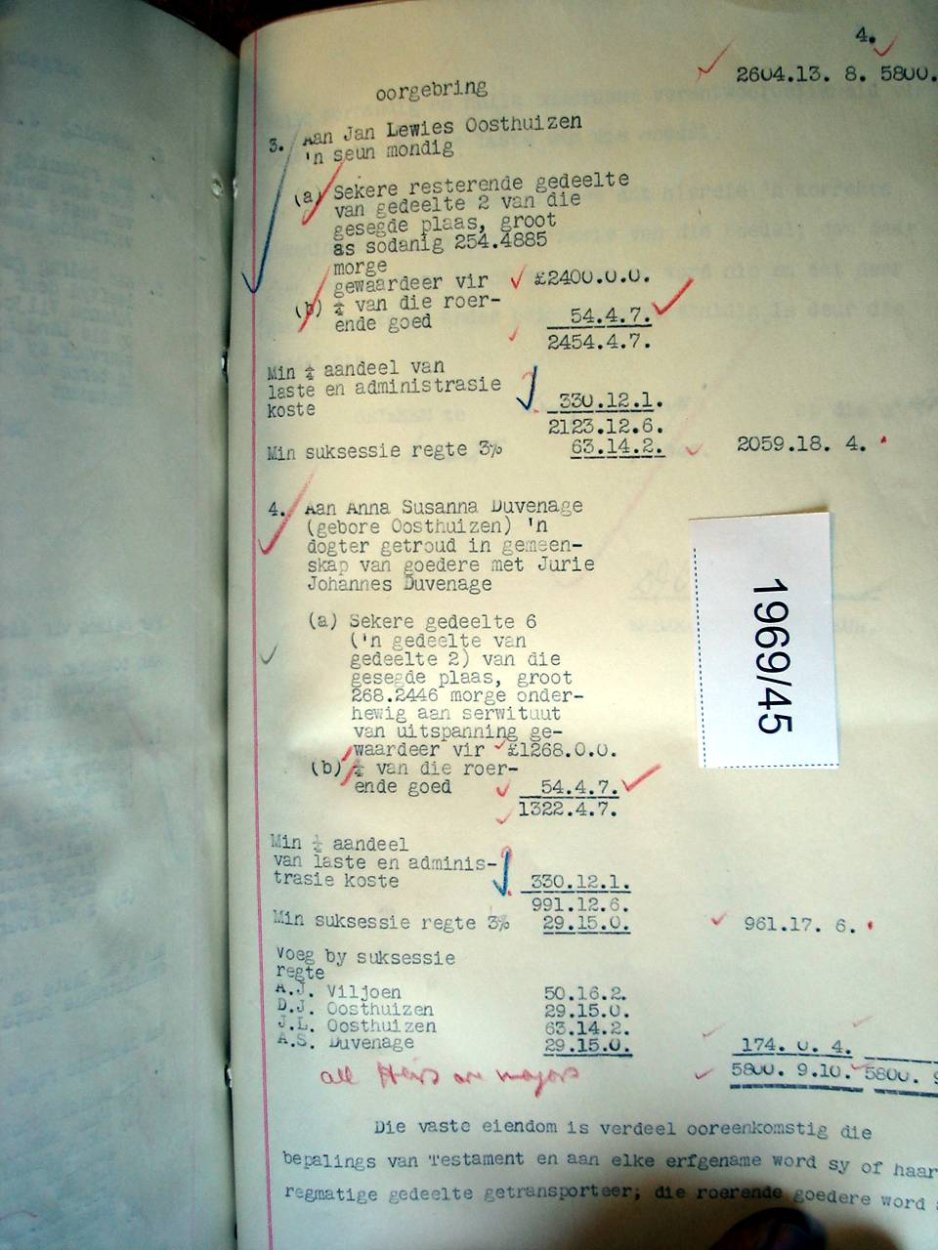 4.
2604.13. 8. 5800.
oorgebring
3. Aan Jan Lewies Oosthuizen
'n seun mondig
(a) Sekere resterende gedeelte
van gedeelte 2 van die
gesegde plaas, groot
as sodanig 254.4885
morge
gewaardeer vir £2400.0.0.
(b) ¼ van die roer-
ende goed 54.4.7.
2454.4.7.
Min ¼ aandeel van
laste en administrasie
koste 330.12.1.
2123.12.6.
Min suksessie regte 3% 63.14.2. 2059.18. 4.
4. Aan Anna Susanna Duvenage
(gebore Oosthuizen) 'n
dogter getroud in gemeen-
skap van goedere met Jurie
Johannes Duvenage
(a) Sekere gedeelte 6
('n gedeelte van
gedeelte 2) van die
gesegde plaas, groot
268.2446 morge onder-
hewig aan serwituut
van uitspanning ge-
waardeer vir £1268.0.0.
(b) ¼ van die roer-
ende goed 54.4.7.
1322.4.7.
Min ¼ aandeel
van laste en adminis-
trasie koste 330.12.1.
991.12.6.
Min suksessie regte 3% 29.15.0. 961.17. 6.
Voeg by suksessie
regte
A.J. Viljoen 50.16.2.
D.J. Oosthuizen 29.15.0.
J.L. Oosthuizen 63.14.2.
A.S. Duvenage 29.15.0. 174. 0. 4.
all Heirs are majors 5800. 9.10. 5800. 9
Die vaste eiendom is verdeel ooreenkomstig die
bepalings van Testament en aan elke erfgename word sy of haar
regmatige gedeelte getransporteer; die roerende goedere word
1969/45